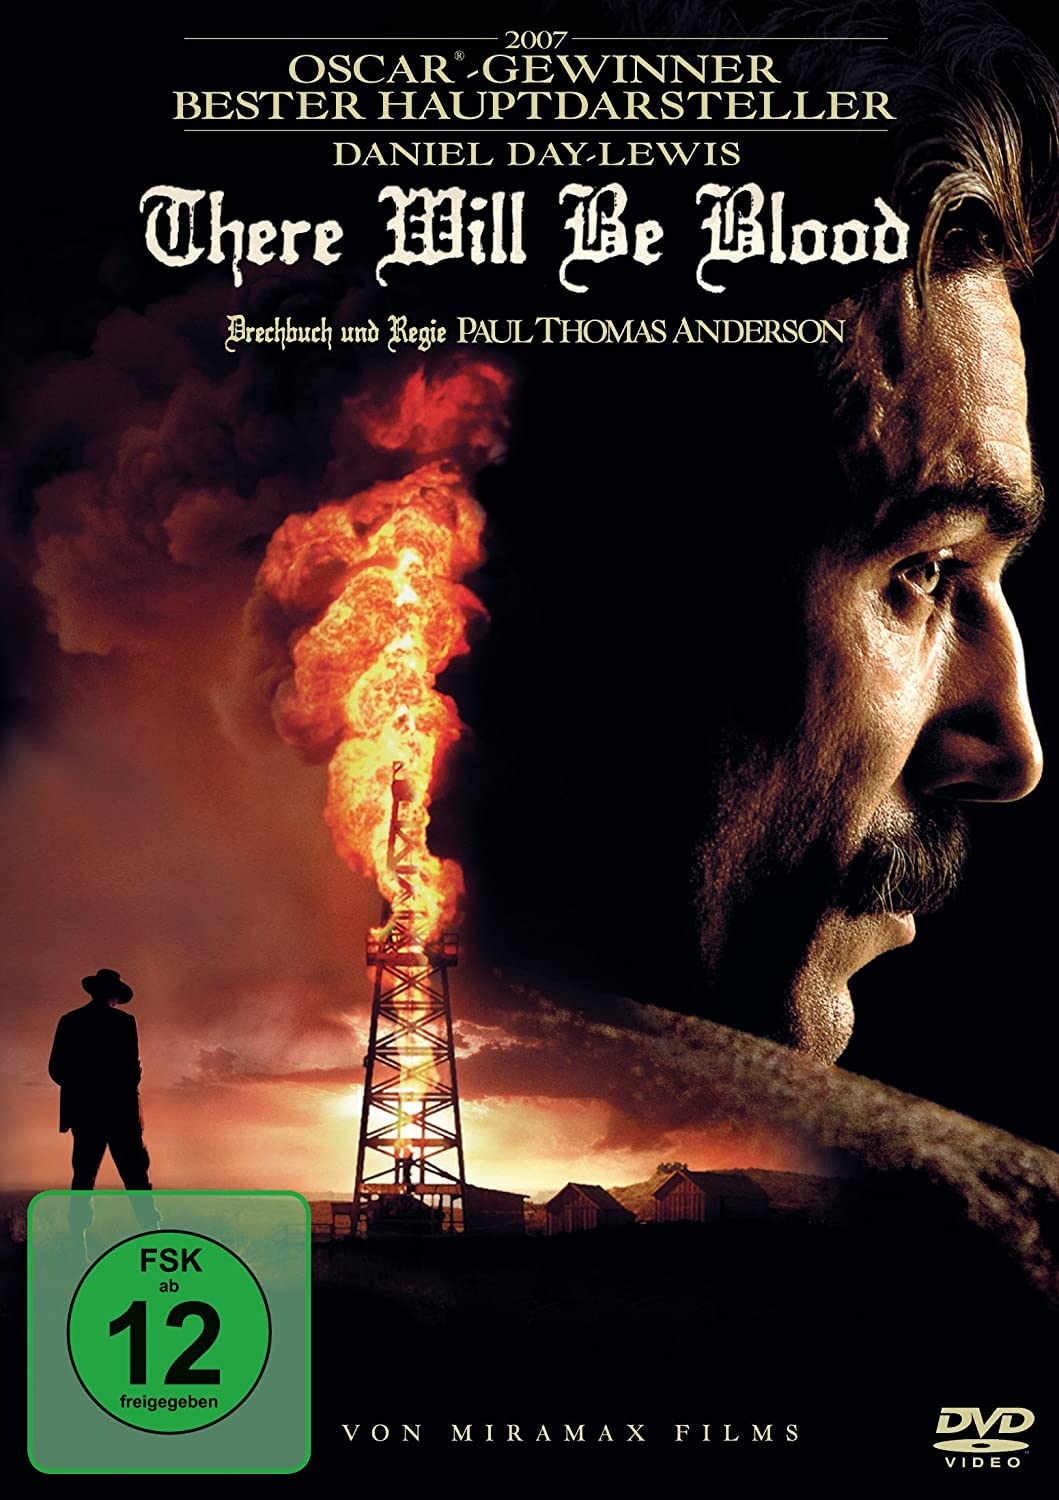 2007
OSCAR®-GEWINNER
BESTER HAUPTDARSTELLER
DANIEL DAY-LEWIS
There Will Be Blood
Drechbuch und Regie PAUL THOMAS ANDERSON
FSK
ab
12
freigegeben
VON MIRAMAX FILMS
DVD
VIDEO